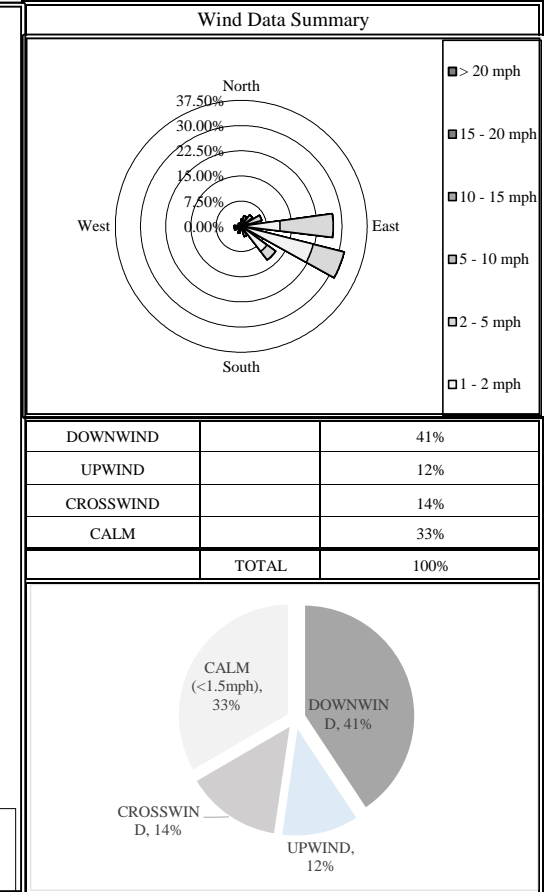 Wind Data Summary
North
37.50%
30.00%
22.50%
15.00%
7.50%
0.00%
West
East
South
> 20 mph
15 - 20 mph
10 - 15 mph
5 - 10 mph
2 - 5 mph
1 - 2 mph
DOWNWIND 41%
UPWIND 12%
CROSSWIND 14%
CALM 33%
TOTAL 100%
CALM
(<1.5mph),
33%
DOWNWIN
D, 41%
CROSSWIN
D, 14%
UPWIND,
12%